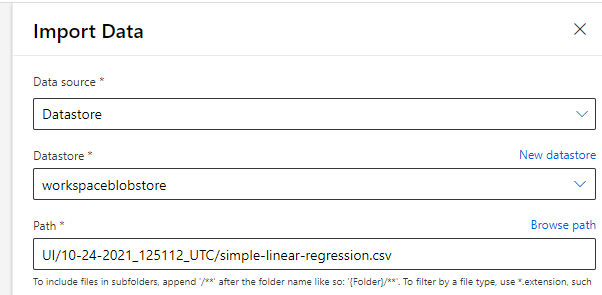 Import Data
Data source *
Datastore
Datastore *
New datastore
workspaceblobstore
Path *
Browse path
UI/10-24-2021_125112_UTC/simple-linear-regression.csv
To include files in subfolders, append '/**' after the folder name like so: '{Folder}/**'. To filter by a file type, use *.extension, such